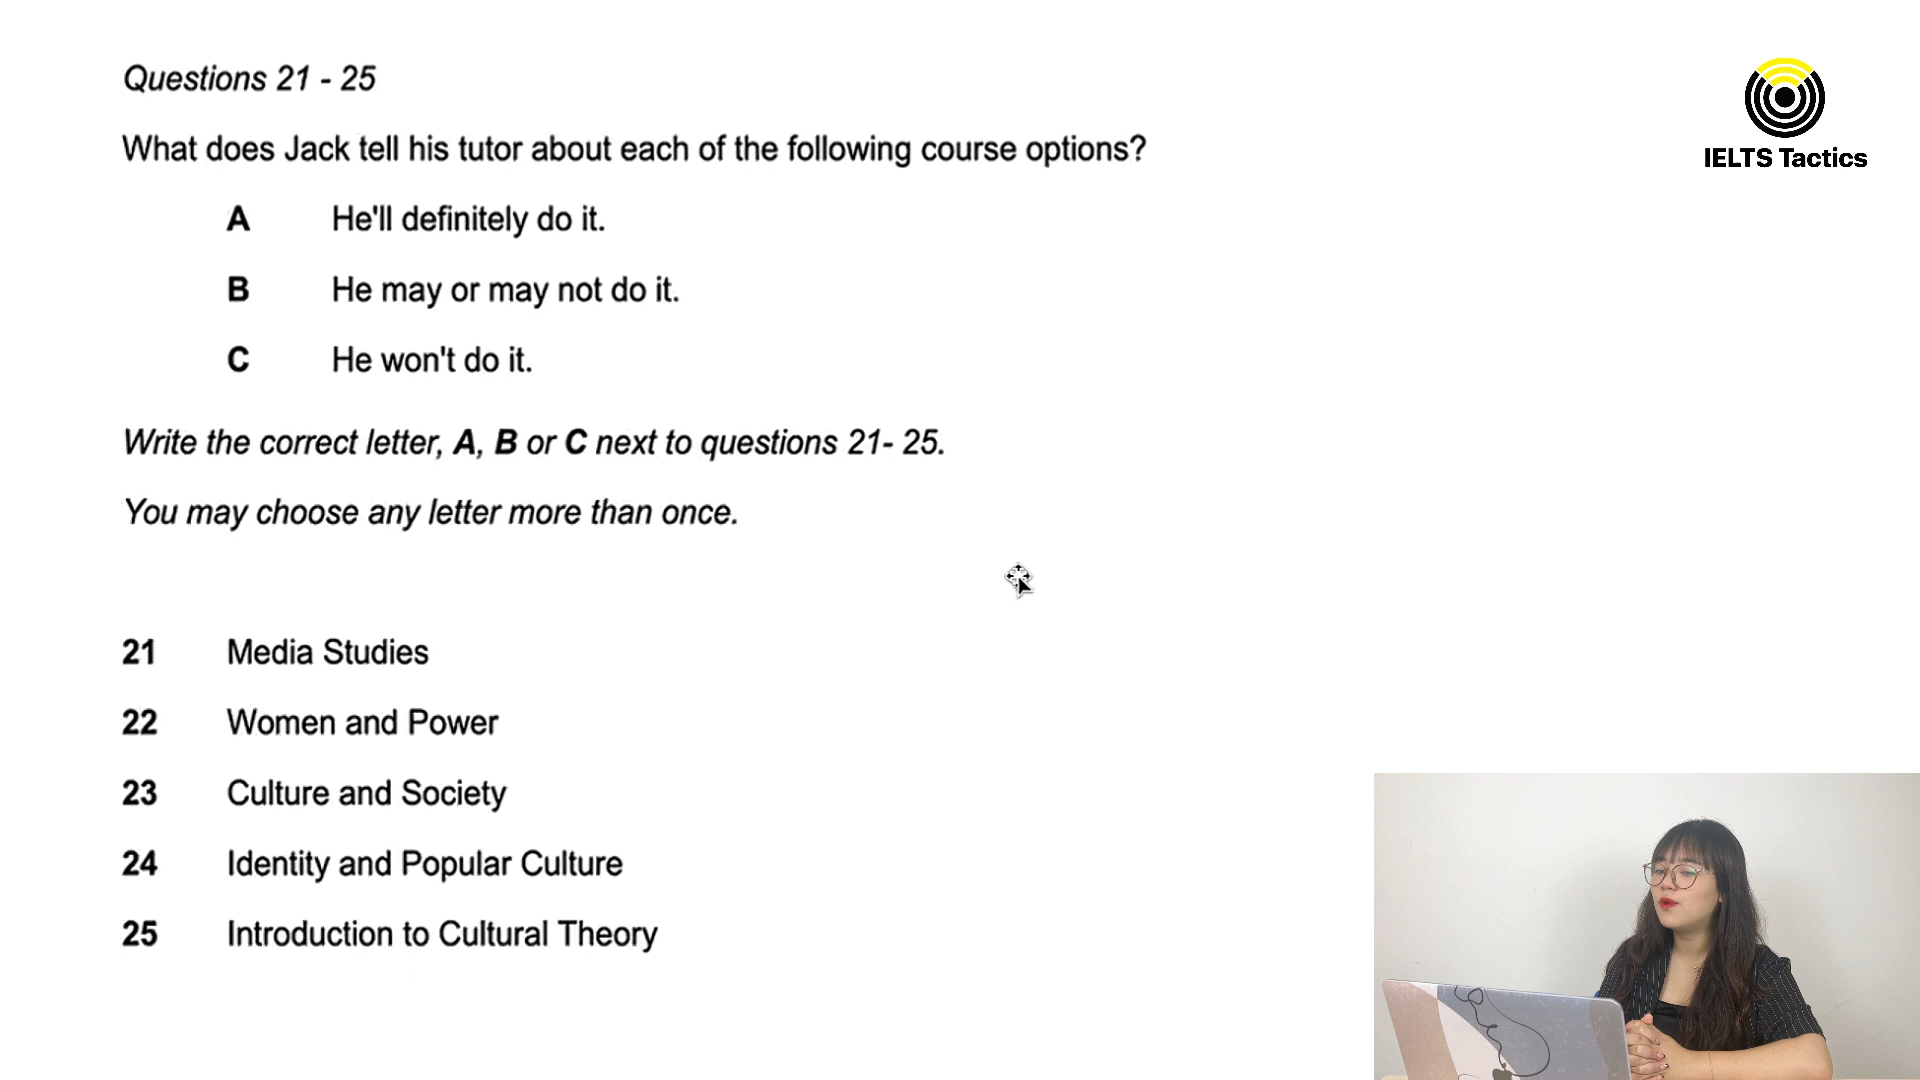 Questions 21 - 25
IELTS Tactics
What does Jack tell his tutor about each of the following course options?
A He'll definitely do it.
B He may or may not do it.
C He won't do it.
Write the correct letter, A, B or C next to questions 21- 25.
You may choose any letter more than once.
21 Media Studies
22 Women and Power
23 Culture and Society
24 Identity and Popular Culture
25 Introduction to Cultural Theory